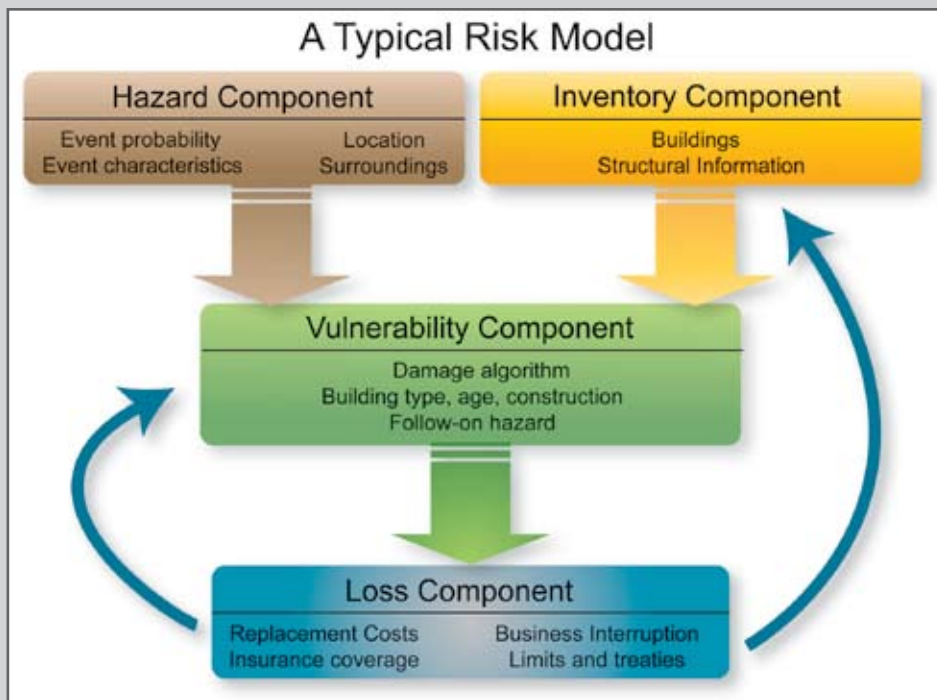 A Typical Risk Model
Hazard Component
Event probability
Event characteristics
Location
Surroundings
Inventory Component
Buildings
Structural Information
Vulnerability Component
Damage algorithm
Building type, age, construction
Follow-on hazard
Loss Component
Replacement Costs
Insurance coverage
Business Interruption
Limits and treaties